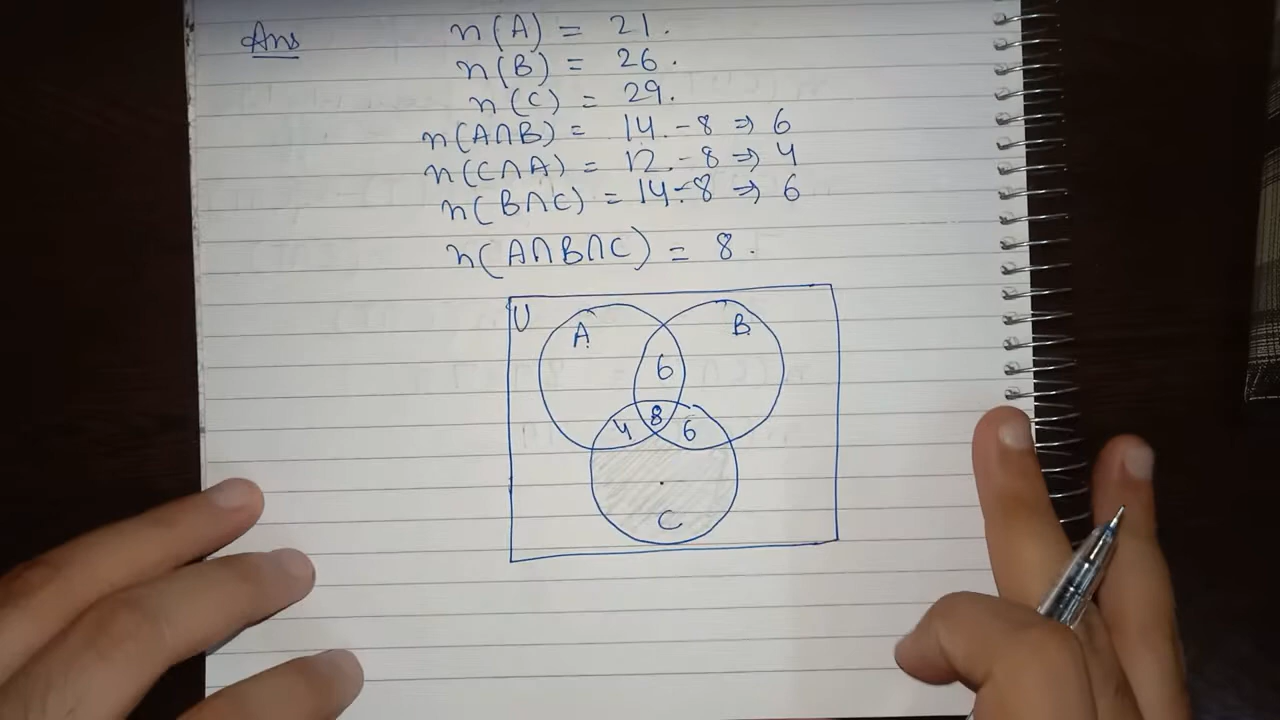 Ans
n(A) = 21.
n(B) = 26.
n(C) = 29.
n(A∩B) = 14.-8 ⇒ 6
n(C∩A) = 12.-8 ⇒ 4
n(B∩C) = 14-8 ⇒ 6
n(A∩B∩C) = 8.
U
A
B
6
8
4
6
C